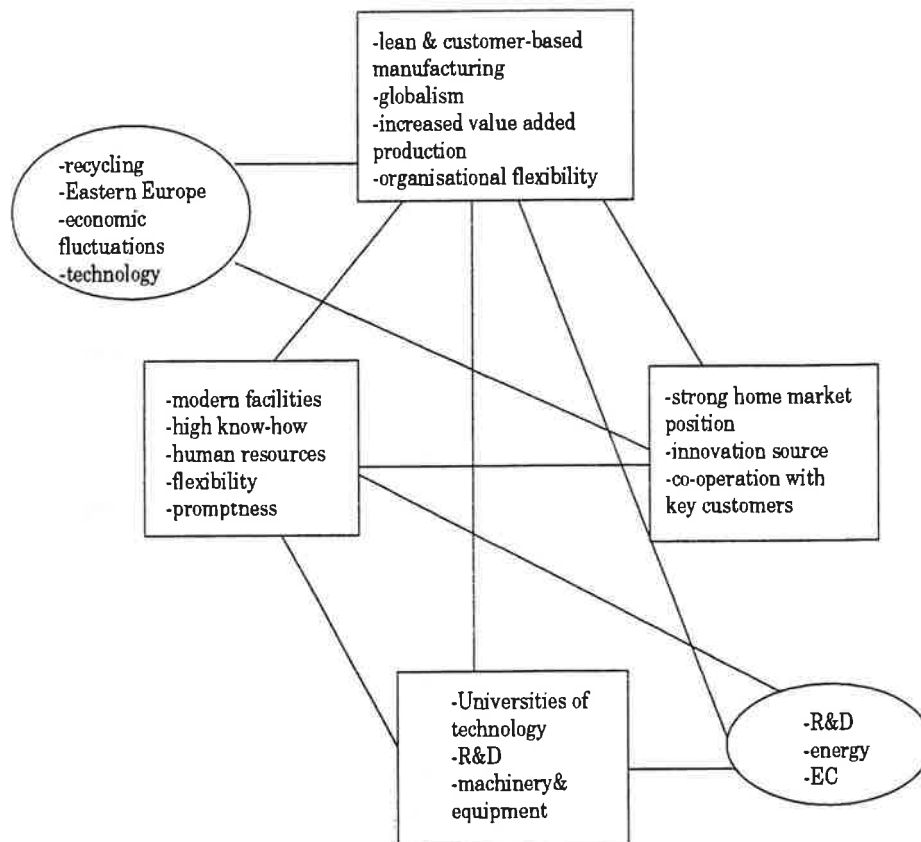 -lean & customer-based
manufacturing
-globalism
-increased value added
production
-organisational flexibility
-recycling
-Eastern Europe
-economic
fluctuations
-technology
-modern facilities
-high know-how
-human resources
-flexibility
-promptness
-strong home market
position
-innovation source
-co-operation with
key customers
-Universities of
technology
-R&D
-machinery&
equipment
-R&D
-energy
-EC